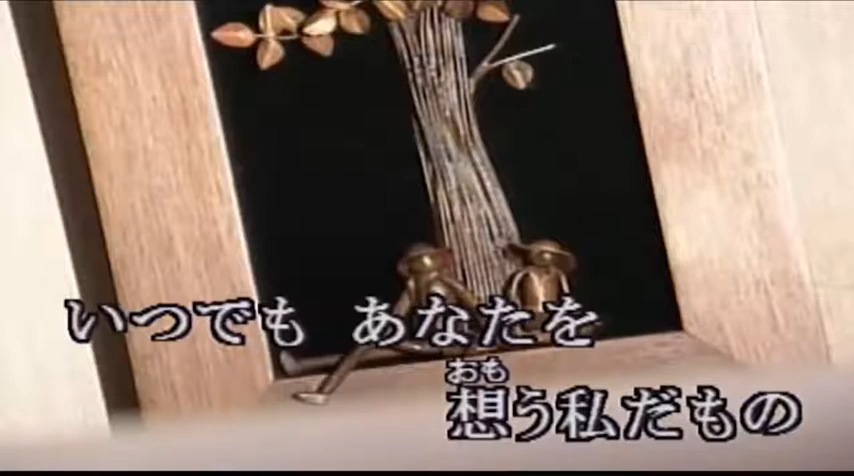 いつでも あなたを
おも
想う私だもの